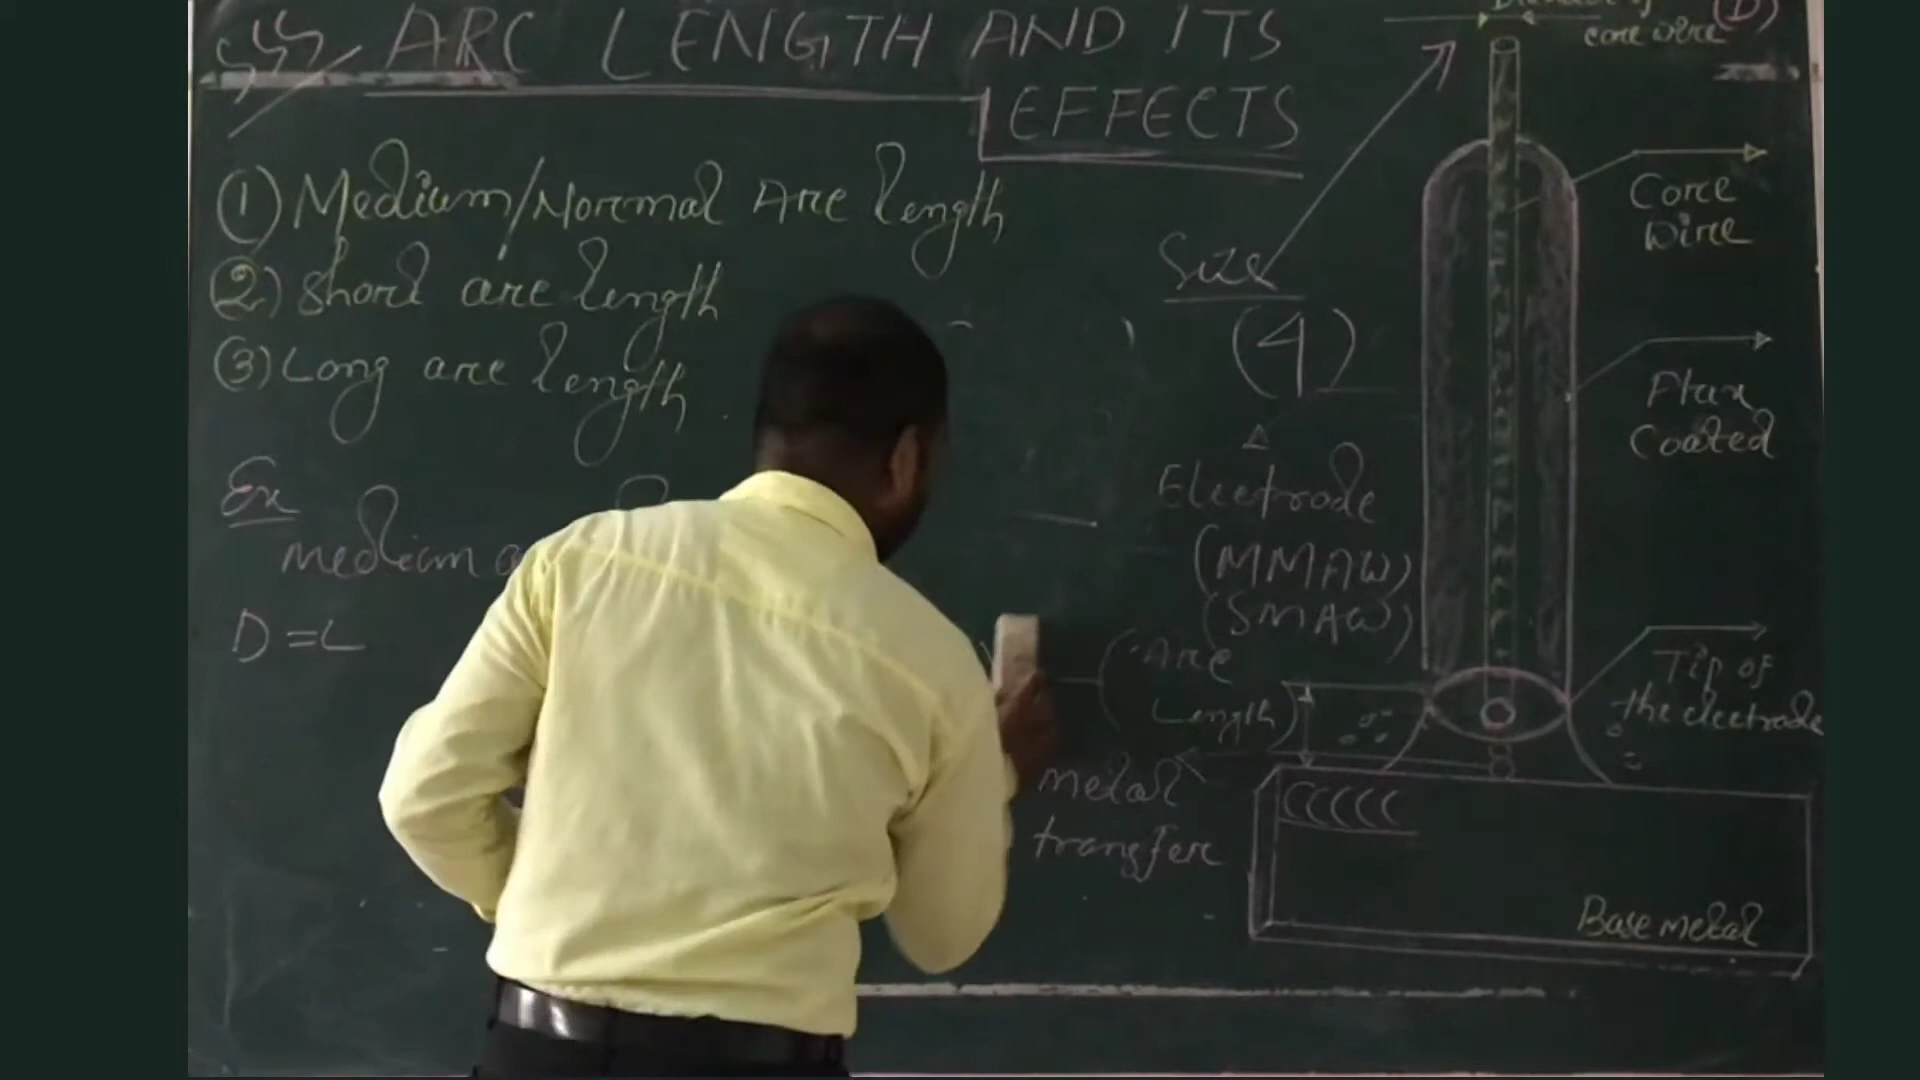 ARC LENGTH AND ITS
EFFECTS
(1) Medium/Normal Arc length
(2) Short arc length
(3) Long arc length
Ex
Medium
D = L
Size
(4)
Electrode
(MMAW)
(SMAW)
(Arc
Length)
metal
transfer
core wire (D)
Core
Wire
Flux
Coated
Tip of
the electrode
Base metal